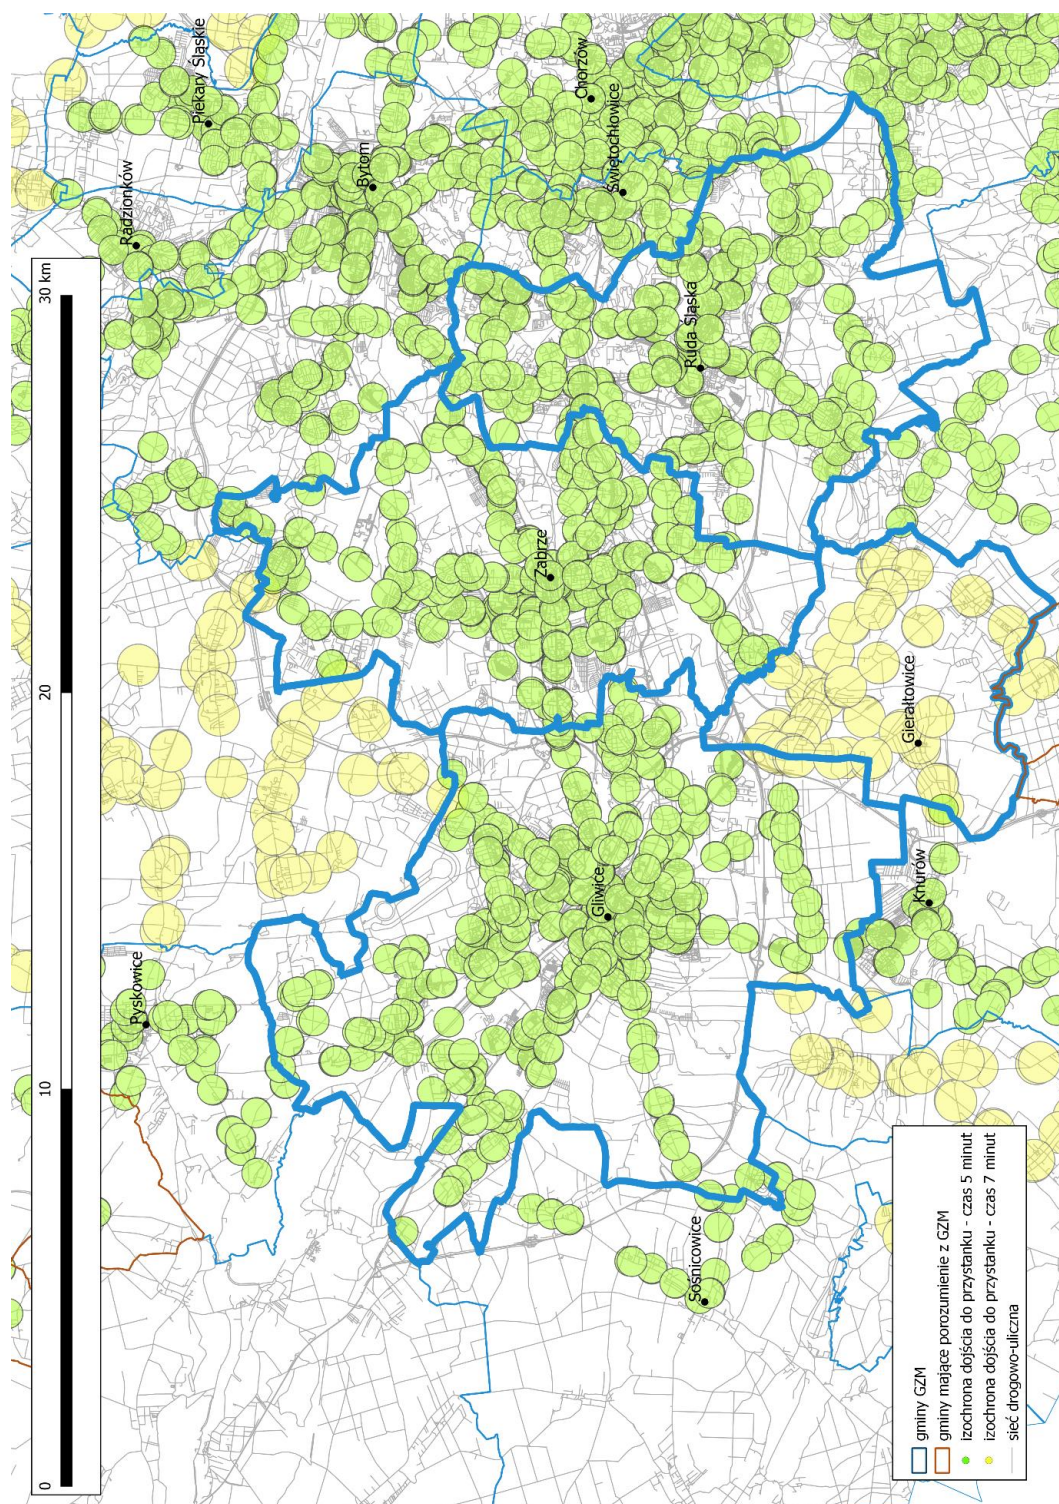 Piekary Śląskie
Radzionków
Bytom
Chorzów
Świętochłowice
Ruda Śląska
Zabrze
Gierałtowice
Knurów
Gliwice
Pyskowice
Sosnicowice
0
10
20
30 km
gminy GZM
gminy mające porozumienie z GZM
izochrona dojścia do przystanku - czas 5 minut
izochrona dojścia do przystanku - czas 7 minut
sieć drogowo-uliczna